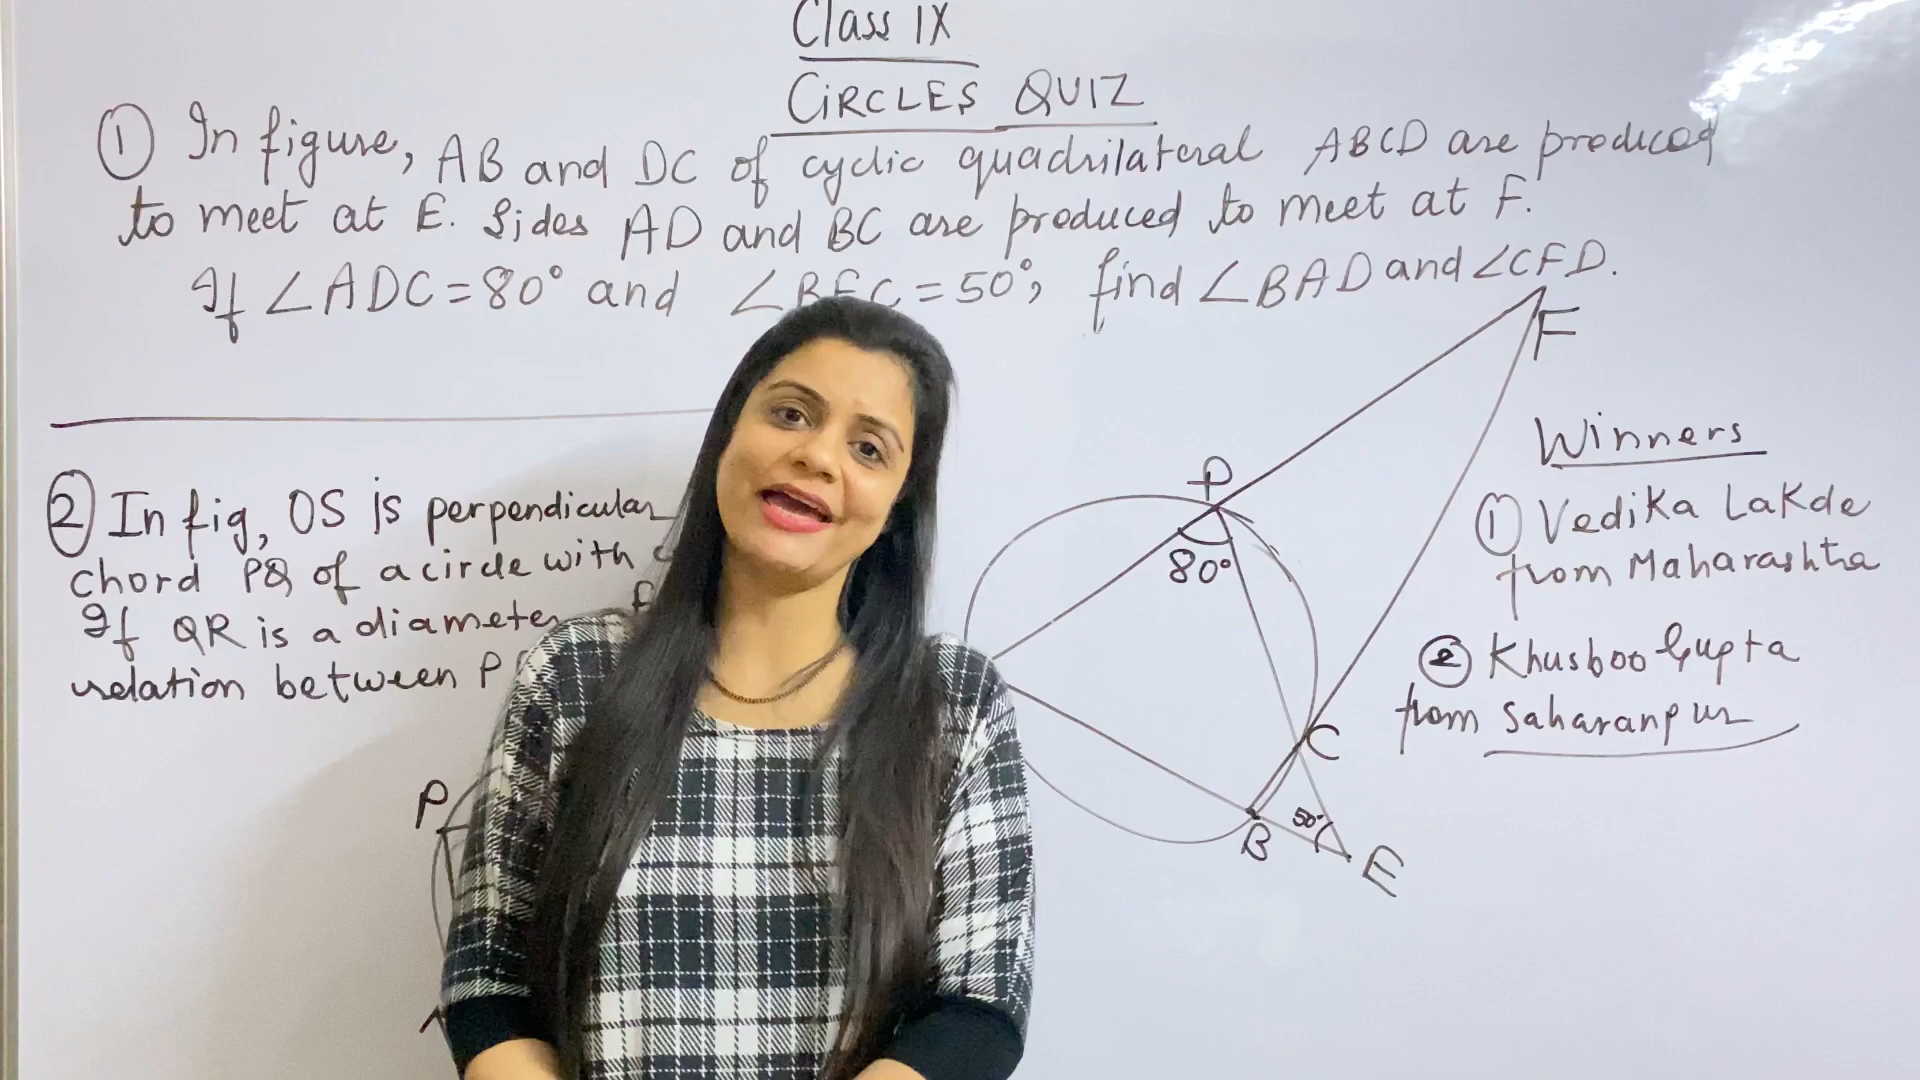 Class IX
CIRCLES QUIZ
① In figure, AB and DC of cyclic quadrilateral ABCD are produced
to meet at E. Sides AD and BC are produced to meet at F.
If ∠ADC = 80° and ∠BEC = 50°, find ∠BAD and ∠CFD.
F
② In fig, OS is perpendicular
chord PQ of a circle with
If QR is a diameter
relation between P
P
D
80°
C
50°
B
E
Winners
① Vedika Lakde
from Maharashtra
② Khusboo Gupta
from Saharanpur